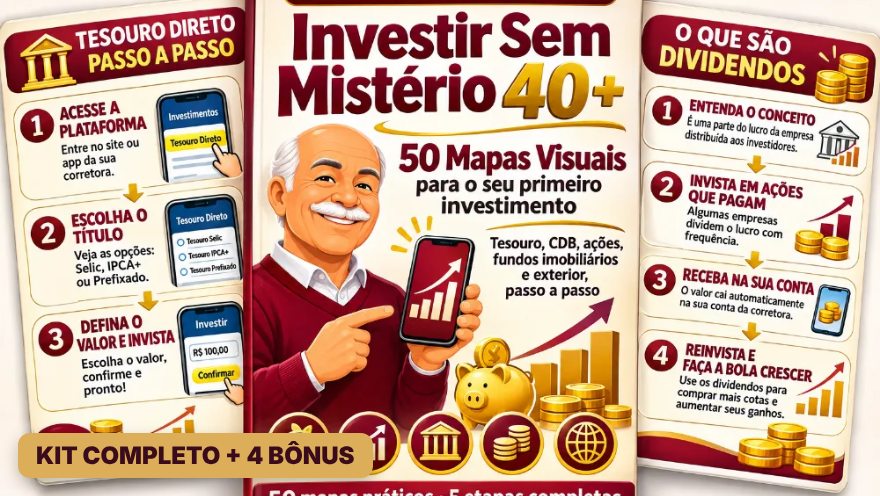 TESOURO DIRETO
PASSO A PASSO
1
ACESSE A
PLATAFORMA
Entre no site ou
app da sua
corretora.
Investimentos
Tesouro Direto
2
ESCOLHA O
TÍTULO
Veja as opções:
Selic, IPCA+
ou Prefixado.
Tesouro Direto
Tesouro Selic
Tesouro IPCA+
Tesouro Prefixado
3
DEFINA O
VALOR E INVISTA
Escolha o valor,
confirme e
pronto!
Investir
R$ 100,00
Confirmar
Investir Sem
Mistério 40+
50 Mapas Visuais
para o seu primeiro
investimento
Tesouro, CDB, ações,
fundos imobiliários
e exterior,
passo a passo
50 mapas práticos · 5 etapas completas
O QUE SÃO
DIVIDENDOS
1
ENTENDA O CONCEITO
É uma parte do lucro da empresa
distribuída aos investidores.
2
INVISTA EM AÇÕES
QUE PAGAM
Algumas empresas
dividem o lucro com
frequência.
3
RECEBA NA SUA CONTA
O valor cai automaticamente
na sua conta da corretora.
4
REINVISTA E
FAÇA A BOLA CRESCER
Use os dividendos para
comprar mais cotas e
aumentar seus ganhos.
KIT COMPLETO + 4 BÔNUS